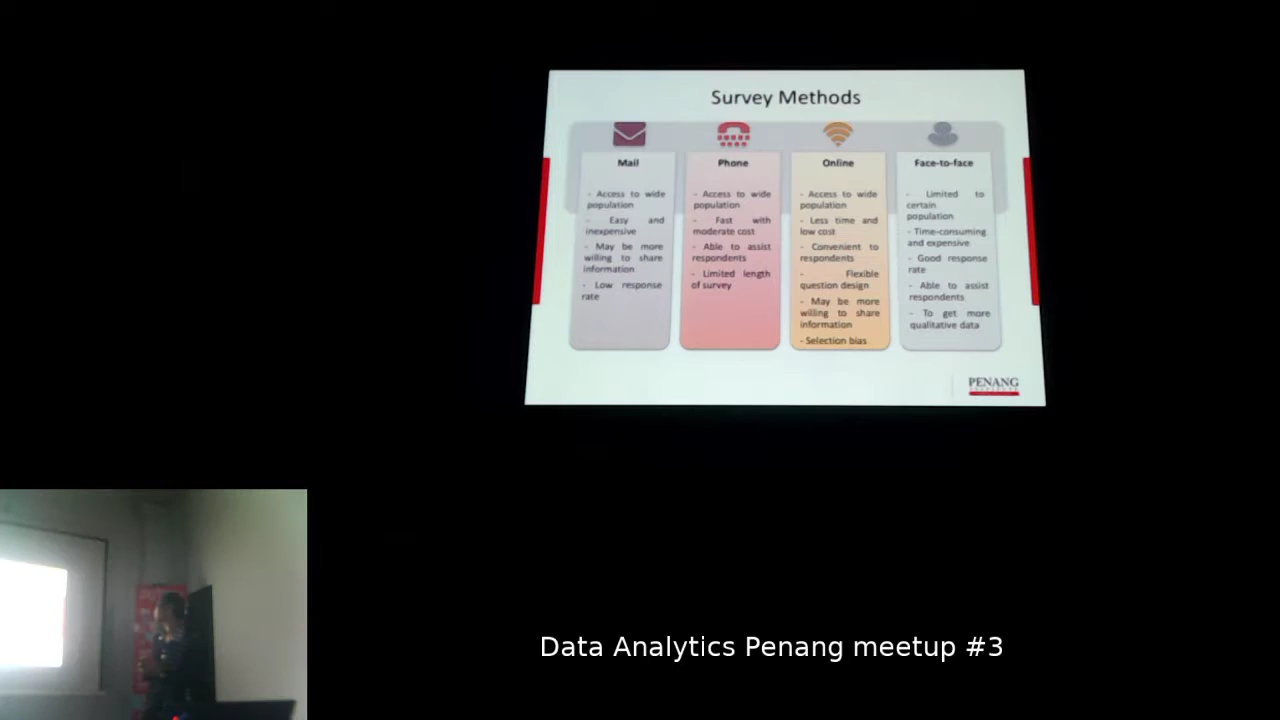 Survey Methods
Mail
- Access to wide
population
- Easy and
inexpensive
- May be more
willing to share
information
- Low response
rate
Phone
- Access to wide
population
- Fast with
moderate cost
- Able to assist
respondents
- Limited length
of survey
Online
- Access to wide
population
- Less time and
low cost
- Convenient to
respondents
- Flexible
question design
- May be more
willing to share
information
- Selection bias
Face-to-face
- Limited to
certain
population
- Time-consuming
and expensive
- Good response
rate
- Able to assist
respondents
- To get more
qualitative data
PENANG
Data Analytics Penang meetup #3